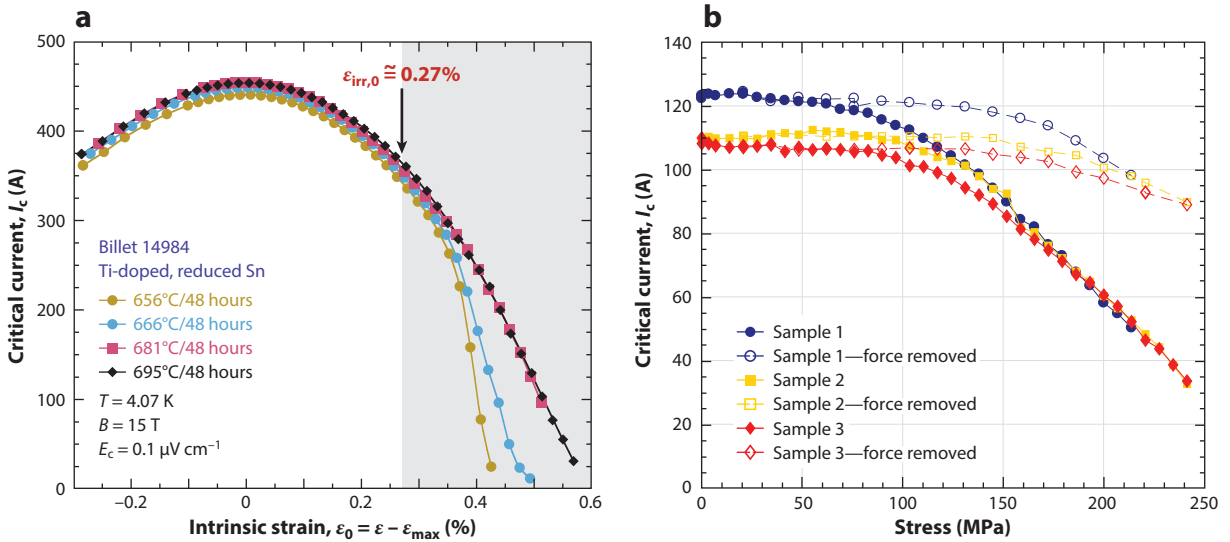 a
500
400
300
200
100
0
−0.2
0
0.2
0.4
0.6
Critical current, Ic (A)
Intrinsic strain, ε0 = ε – εmax (%)
εirr,0 ≅ 0.27%
Billet 14984
Ti-doped, reduced Sn
656°C/48 hours
666°C/48 hours
681°C/48 hours
695°C/48 hours
T = 4.07 K
B = 15 T
Ec = 0.1 μV cm−1
b
140
120
100
80
60
40
20
0
0
50
100
150
200
250
Critical current, Ic (A)
Stress (MPa)
Sample 1
Sample 1—force removed
Sample 2
Sample 2—force removed
Sample 3
Sample 3—force removed